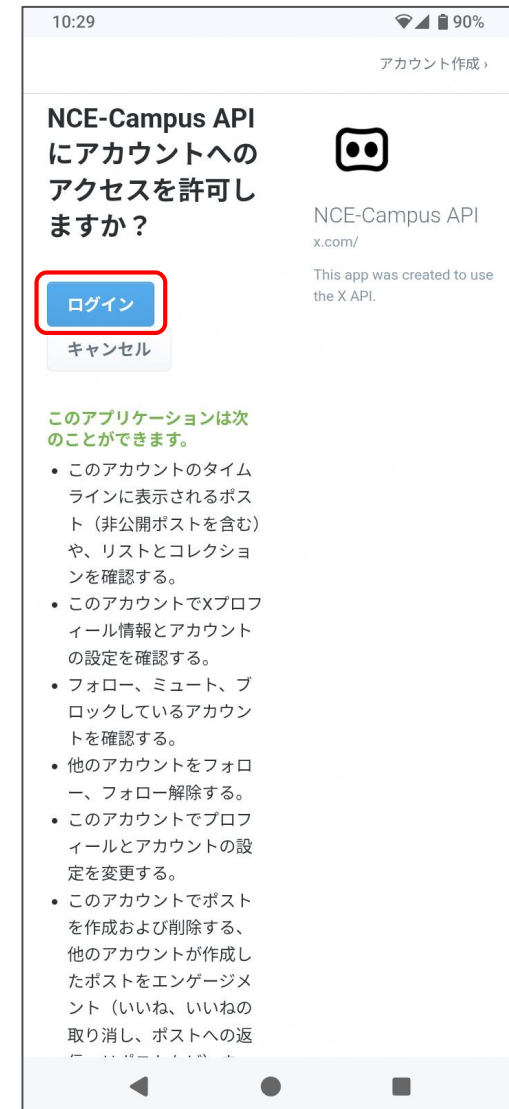 10:29
90%
アカウント作成 ›
NCE-Campus API
にアカウントへの
アクセスを許可し
ますか？
ログイン
キャンセル
NCE-Campus API
x.com/
This app was created to use
the X API.
このアプリケーションは次
のことができます。
• このアカウントのタイム
ラインに表示されるポス
ト（非公開ポストを含む）
や、リストとコレクショ
ンを確認する。
• このアカウントでXプロフ
ィール情報とアカウント
の設定を確認する。
• フォロー、ミュート、ブ
ロックしているアカウン
トを確認する。
• 他のアカウントをフォロ
ー、フォロー解除する。
• このアカウントでプロフ
ィールとアカウントの設
定を変更する。
• このアカウントでポスト
を作成および削除する、
他のアカウントが作成し
たポストをエンゲージメ
ント（いいね、いいねの
取り消し、ポストへの返